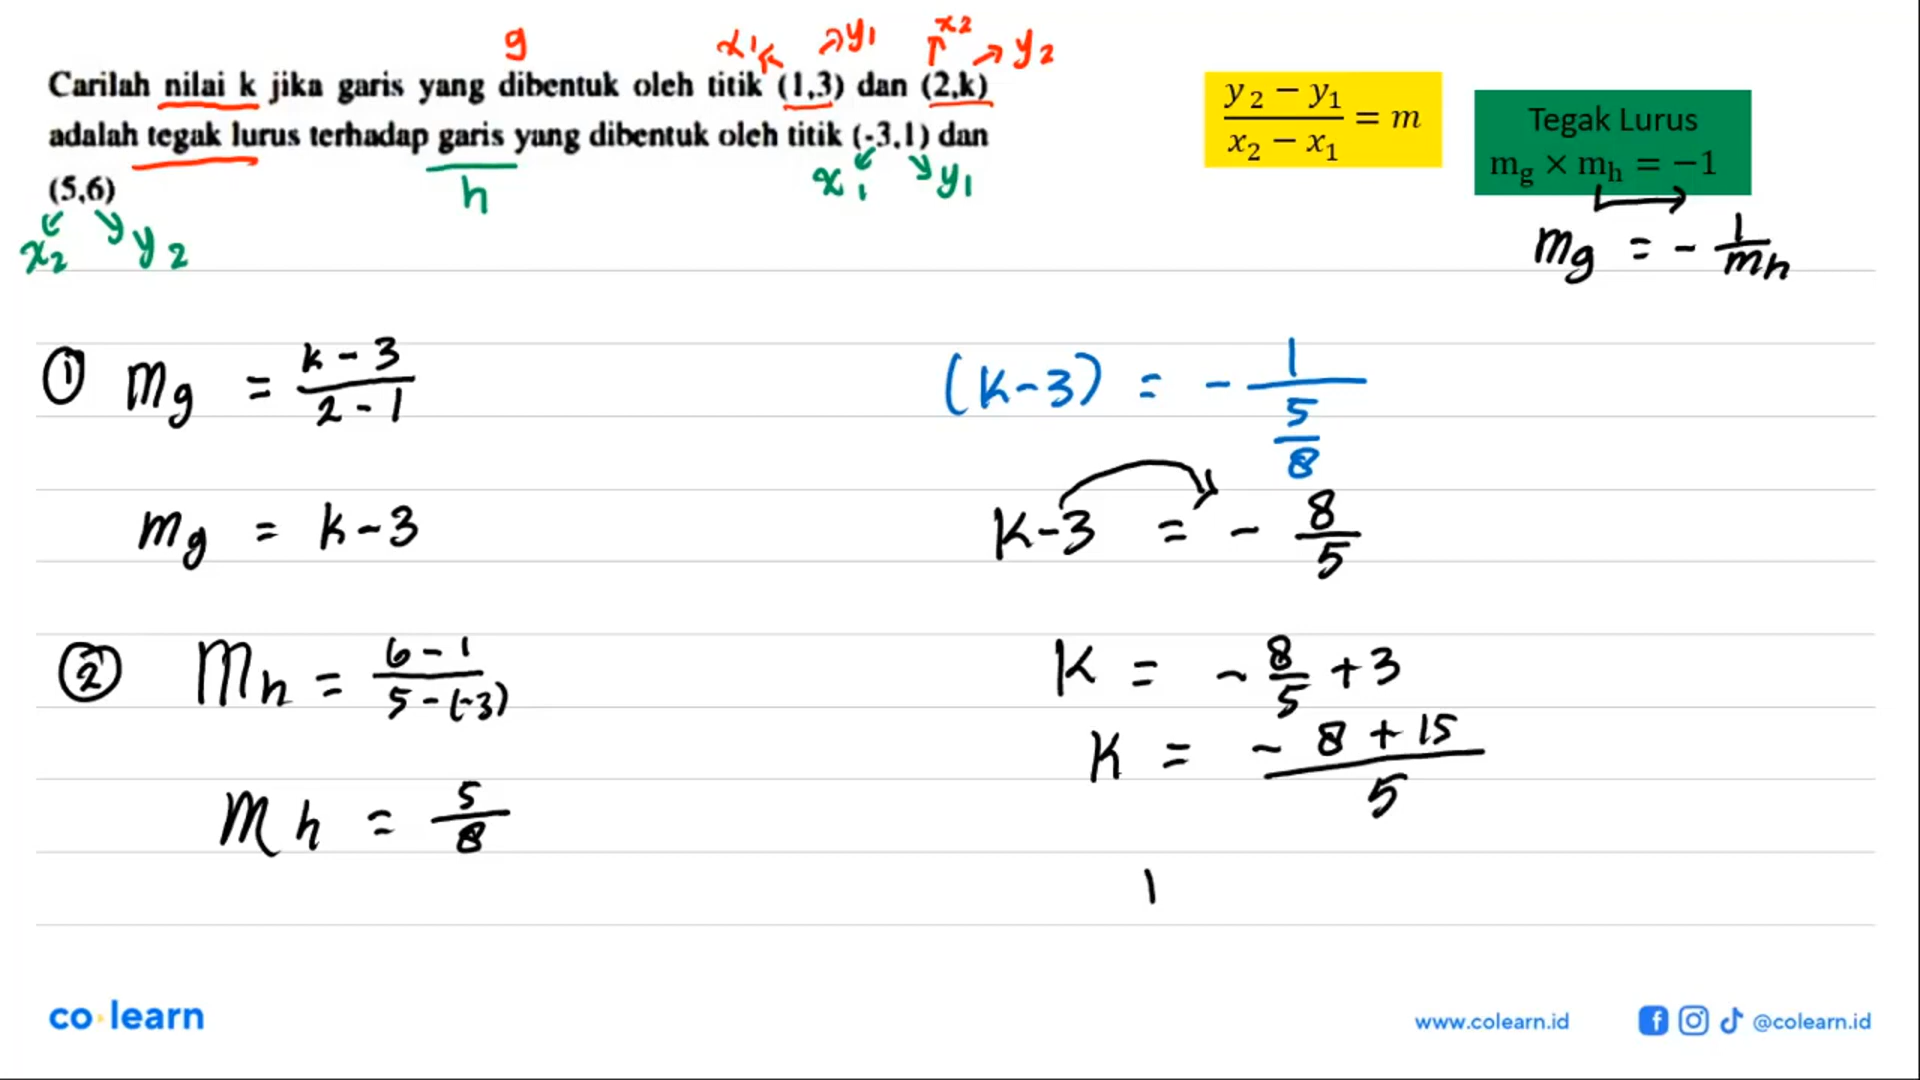 g x1 y1 x2 y2
Carilah nilai k jika garis yang dibentuk oleh titik (1,3) dan (2,k)
adalah tegak lurus terhadap garis yang dibentuk oleh titik (-3,1) dan
(5,6)
h x1 y1
x2 y2
y2 − y1 / x2 − x1 = m
Tegak Lurus
mg × mh = −1
mg = - 1/mh
① mg = k-3 / 2-1
mg = k-3
② mh = 6-1 / 5-(-3)
mh = 5/8
(k-3) = - 1 / 5/8
k-3 = - 8/5
k = - 8/5 + 3
k = -8+15 / 5
co·learn
www.colearn.id
@colearn.id